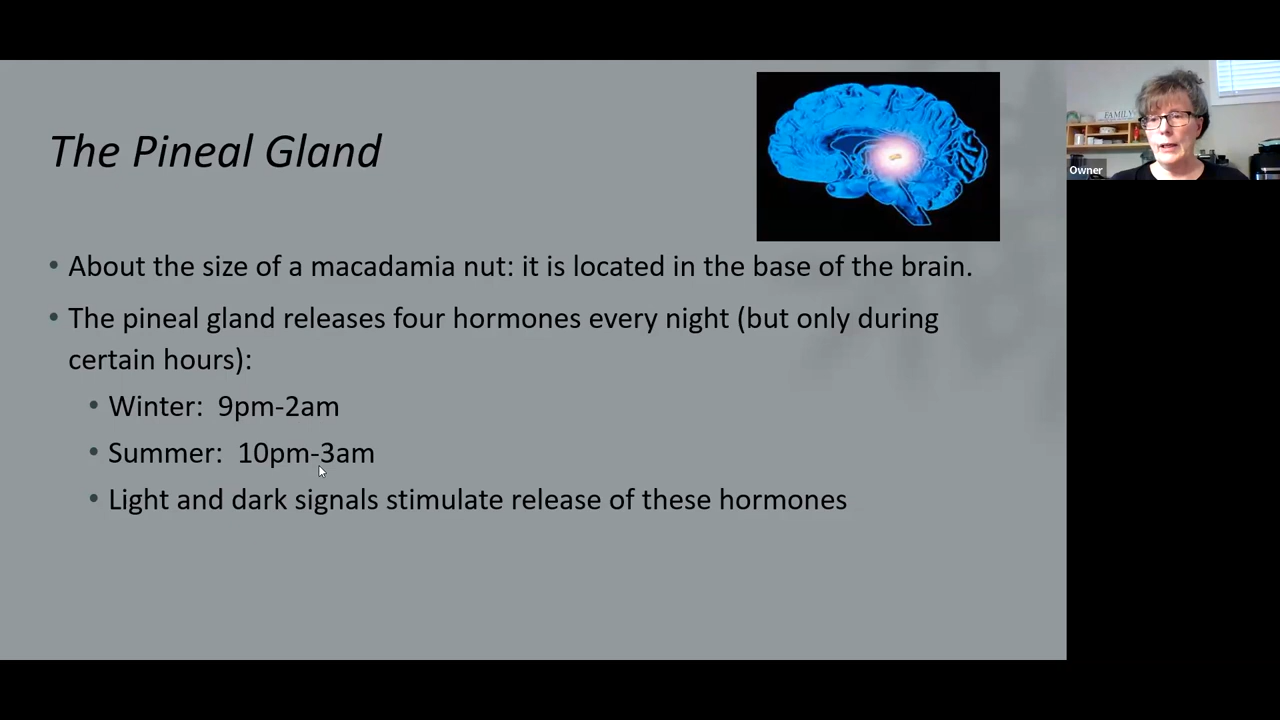 The Pineal Gland
FAMILY
Owner
• About the size of a macadamia nut: it is located in the base of the brain.
• The pineal gland releases four hormones every night (but only during
certain hours):
• Winter:  9pm-2am
• Summer:  10pm-3am
• Light and dark signals stimulate release of these hormones